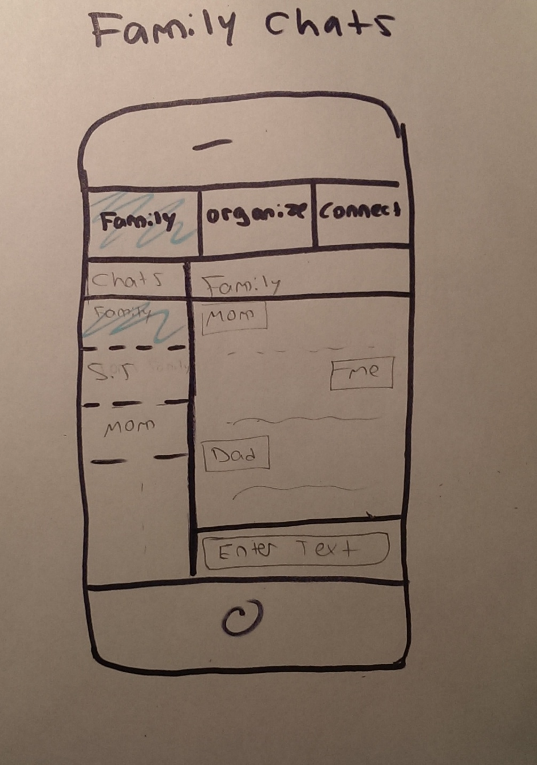 Family Chats
Family organize Connect
Chats Family
Family
Mom
S.T
me
Mom
Dad
Enter Text